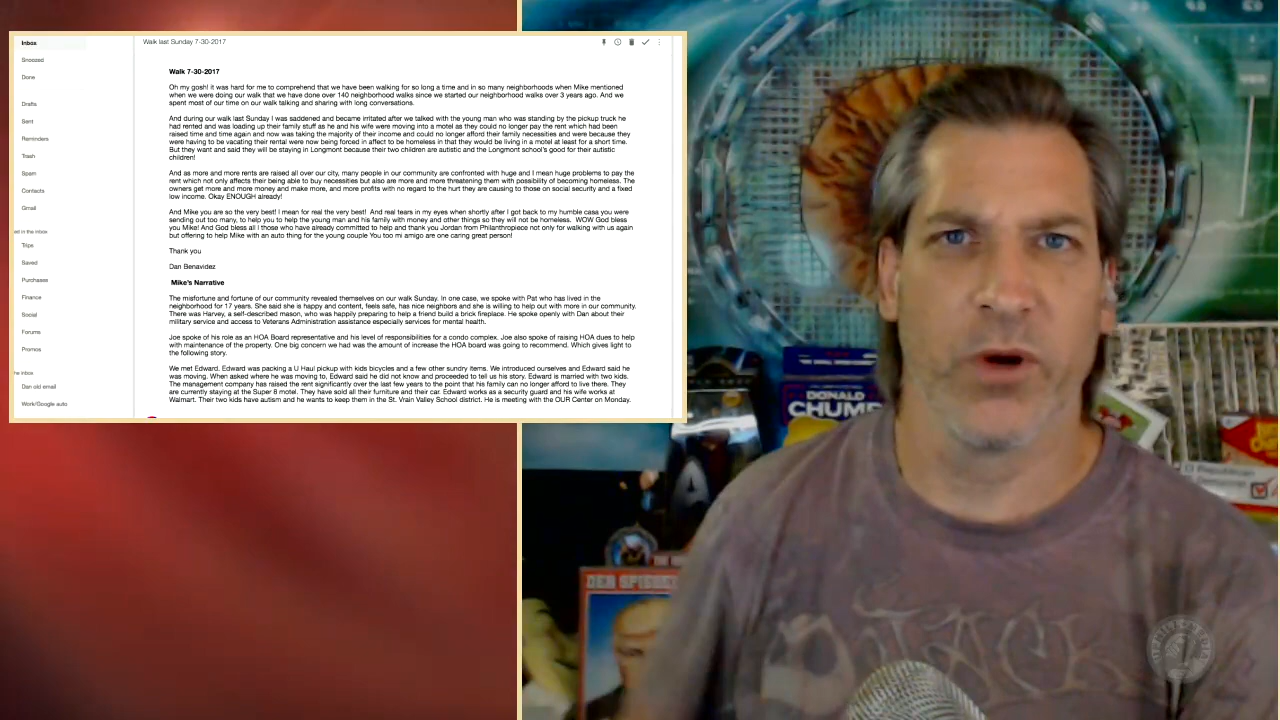 Inbox
Snoozed
Done
Drafts
Sent
Reminders
Trash
Spam
Contacts
Gmail
ed in the inbox
Trips
Saved
Purchases
Finance
Social
Forums
Promos
he inbox
Dan old email
Work/Google auto
Walk last Sunday 7-30-2017
Walk 7-30-2017
Oh my gosh! it was hard for me to comprehend that we have been walking for so long a time and in so many neighborhoods when Mike mentioned
when we were doing our walk that we have done over 140 neighborhood walks since we started our neighborhood walks over 3 years ago. And we
spent most of our time on our walk talking and sharing with long conversations.
And during our walk last Sunday I was saddened and became irritated after we talked with the young man who was standing by the pickup truck he
had rented and was loading up their family stuff as he and his wife were moving into a motel as they could no longer pay the rent which had been
raised time and time again and now was taking the majority of their income and could no longer afford their family necessities and were because they
were having to be vacating their rental were now being forced in affect to be homeless in that they would be living in a motel at least for a short time.
But they want and said they will be staying in Longmont because their two children are autistic and the Longmont school's good for their autistic
children!
And as more and more rents are raised all over our city, many people in our community are confronted with huge and I mean huge problems to pay the
rent which not only affects their being able to buy necessities but also are more and more threatening them with possibility of becoming homeless. The
owners get more and more money and make more, and more profits with no regard to the hurt they are causing to those on social security and a fixed
low income. Okay ENOUGH already!
And Mike you are so the very best! I mean for real the very best! And real tears in my eyes when shortly after I got back to my humble casa you were
sending out too many, to help you to help the young man and his family with money and other things so they will not be homeless. WOW God bless
you Mike! And God bless all I those who have already committed to help and thank you Jordan from Philanthropiece not only for walking with us again
but offering to help Mike with an auto thing for the young couple You too mi amigo are one caring great person!
Thank you
Dan Benavidez
Mike's Narrative
The misfortune and fortune of our community revealed themselves on our walk Sunday. In one case, we spoke with Pat who has lived in the
neighborhood for 17 years. She said she is happy and content, feels safe, has nice neighbors and she is willing to help out with more in our community.
There was Harvey, a self-described mason, who was happily preparing to help a friend build a brick fireplace. He spoke openly with Dan about their
military service and access to Veterans Administration assistance especially services for mental health.
Joe spoke of his role as an HOA Board representative and his level of responsibilities for a condo complex. Joe also spoke of raising HOA dues to help
with maintenance of the property. One big concern we had was the amount of increase the HOA board was going to recommend. Which gives light to
the following story.
We met Edward. Edward was packing a U Haul pickup with kids bicycles and a few other sundry items. We introduced ourselves and Edward said he
was moving. When asked where he was moving to, Edward said he did not know and proceeded to tell us his story. Edward is married with two kids.
The management company has raised the rent significantly over the last few years to the point that his family can no longer afford to live there. They
are currently staying at the Super 8 motel. They have sold all their furniture and their car. Edward works as a security guard and his wife works at
Walmart. Their two kids have autism and he wants to keep them in the St. Vrain Valley School district. He is meeting with the OUR Center on Monday.
DONALD
CHUMP
Republican
DER SPIEGEL